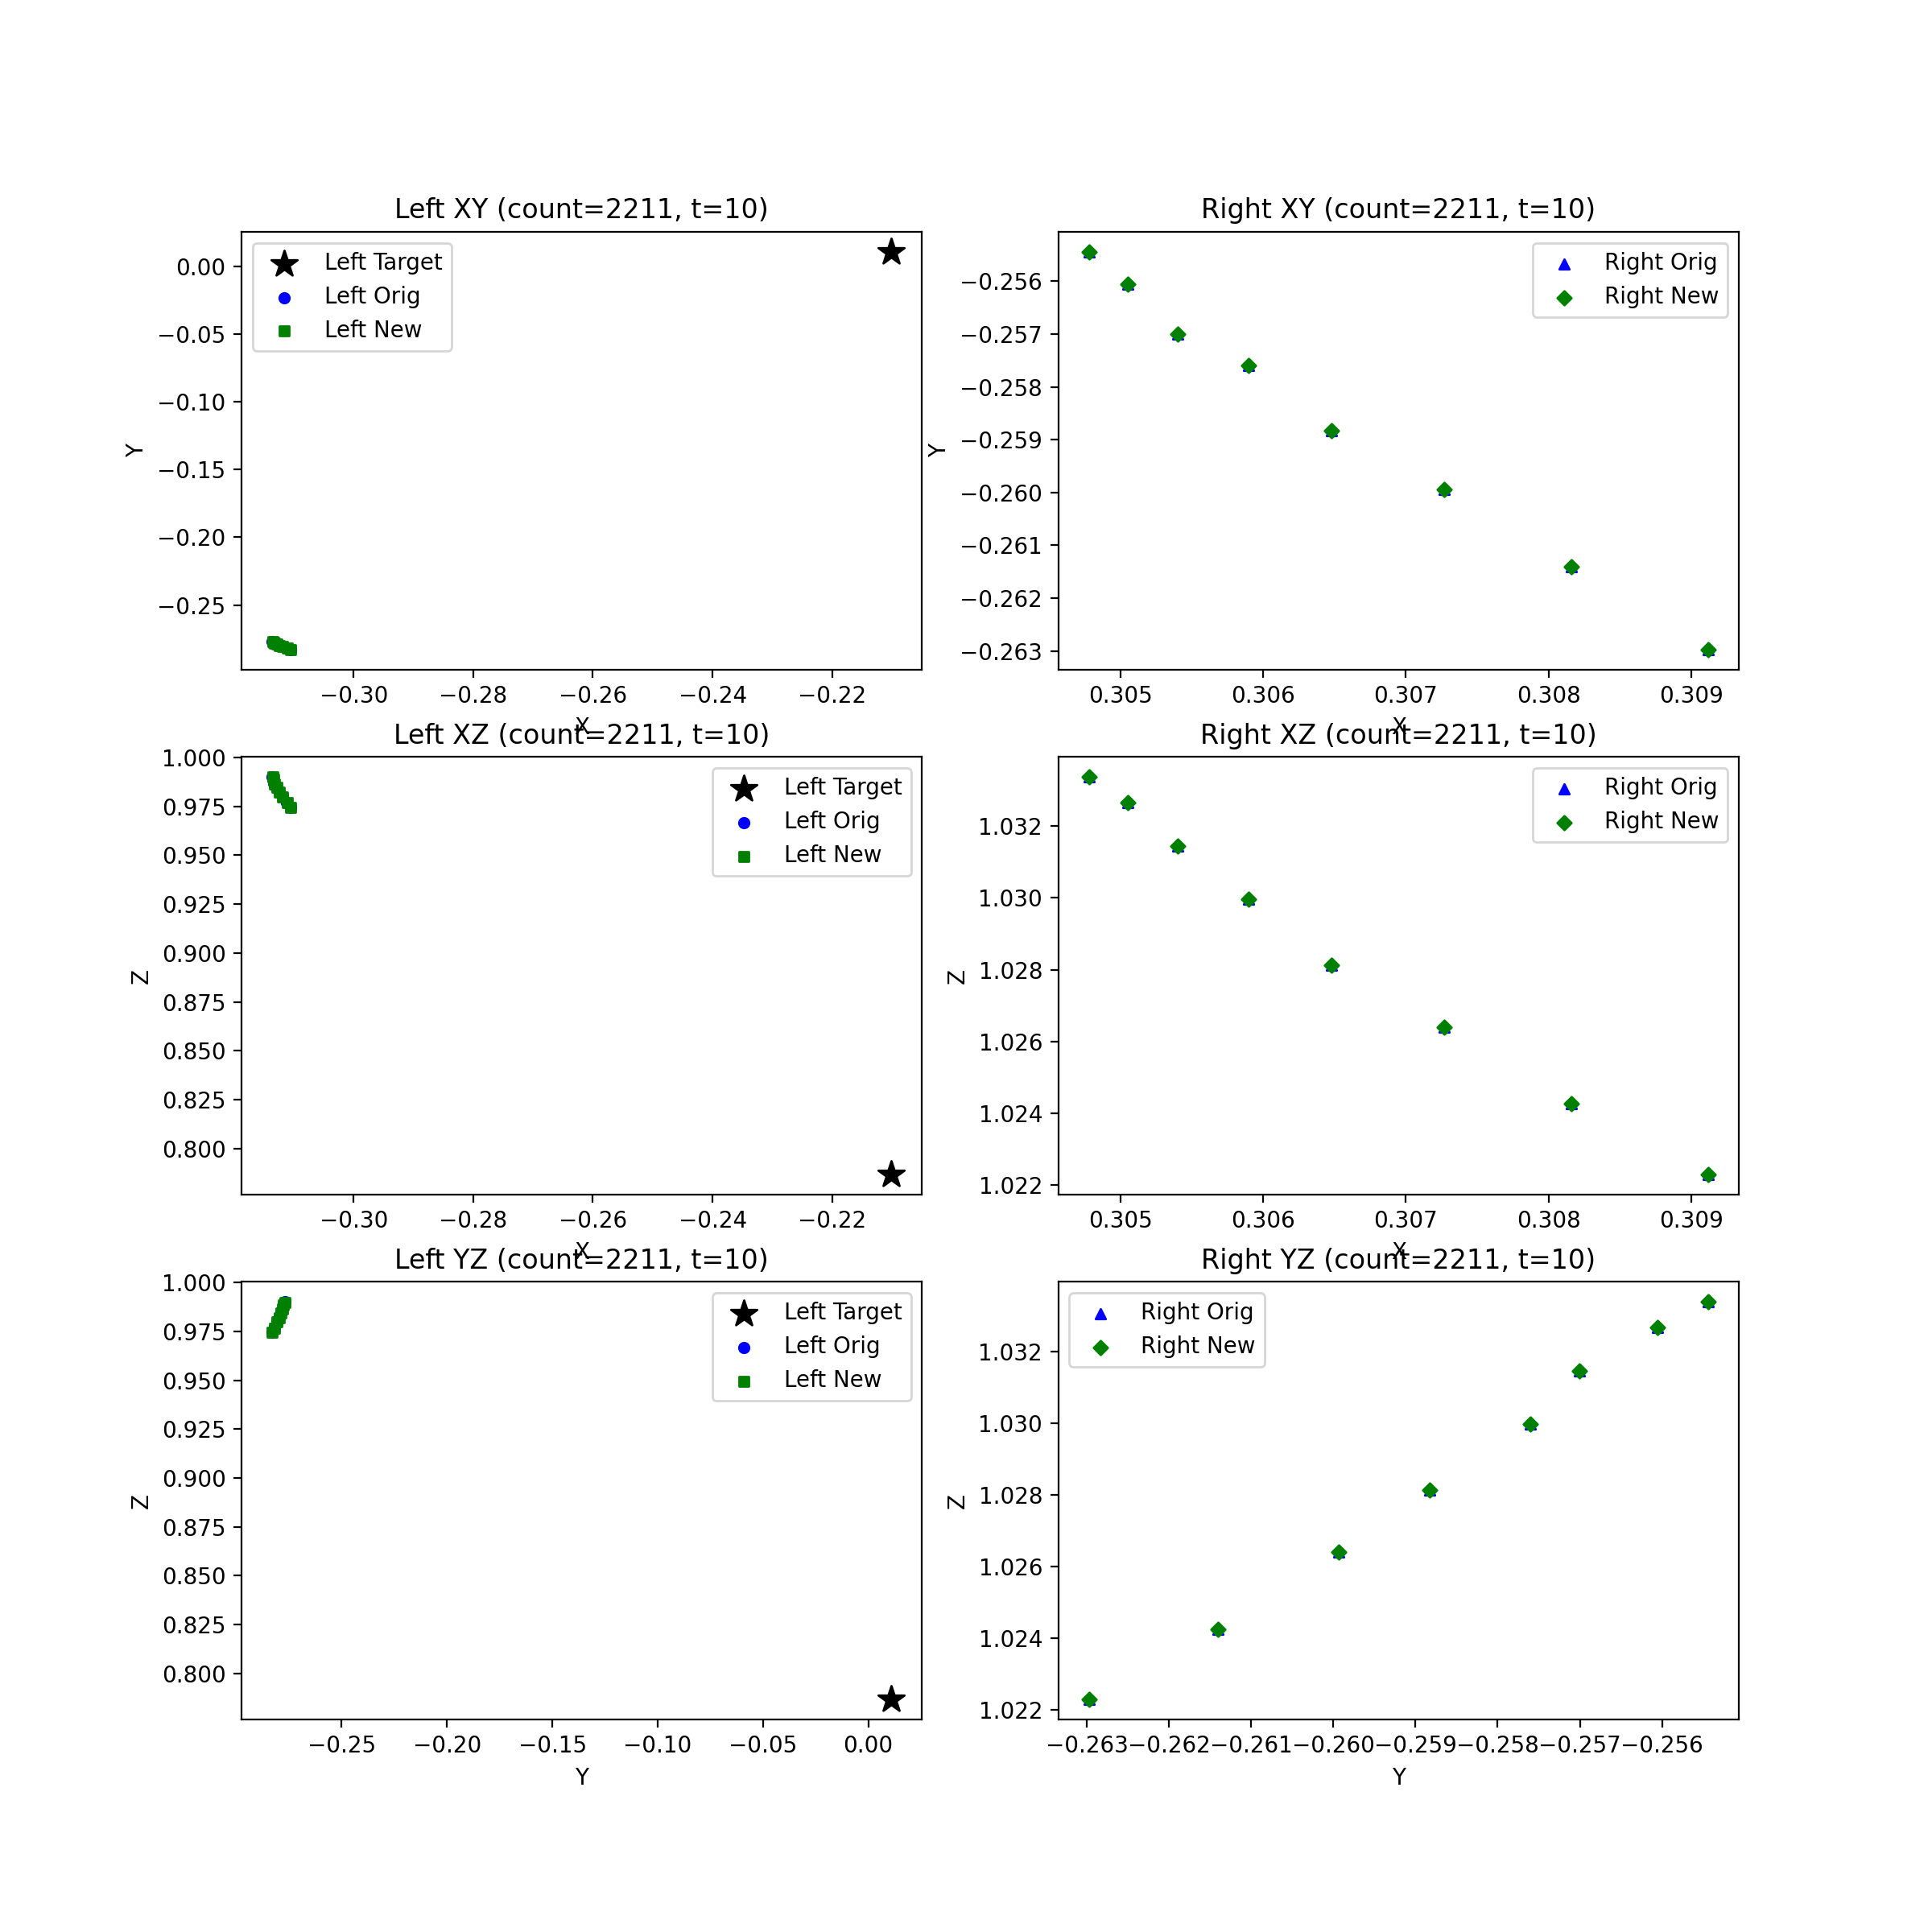 Left XY (count=2211, t=10)
Left Target
Left Orig
Left New
0.00
−0.05
−0.10
−0.15
−0.20
−0.25
Y
−0.30 −0.28 −0.26 −0.24 −0.22
X
Right XY (count=2211, t=10)
Right Orig
Right New
−0.256
−0.257
−0.258
−0.259
−0.260
−0.261
−0.262
−0.263
Y
0.305 0.306 0.307 0.308 0.309
X
Left XZ (count=2211, t=10)
Left Target
Left Orig
Left New
1.000
0.975
0.950
0.925
0.900
0.875
0.850
0.825
0.800
Z
−0.30 −0.28 −0.26 −0.24 −0.22
X
Right XZ (count=2211, t=10)
Right Orig
Right New
1.032
1.030
1.028
1.026
1.024
1.022
Z
0.305 0.306 0.307 0.308 0.309
X
Left YZ (count=2211, t=10)
Left Target
Left Orig
Left New
1.000
0.975
0.950
0.925
0.900
0.875
0.850
0.825
0.800
Z
−0.25 −0.20 −0.15 −0.10 −0.05 0.00
Y
Right YZ (count=2211, t=10)
Right Orig
Right New
1.032
1.030
1.028
1.026
1.024
1.022
Z
−0.263 −0.262 −0.261 −0.260 −0.259 −0.258 −0.257 −0.256
Y